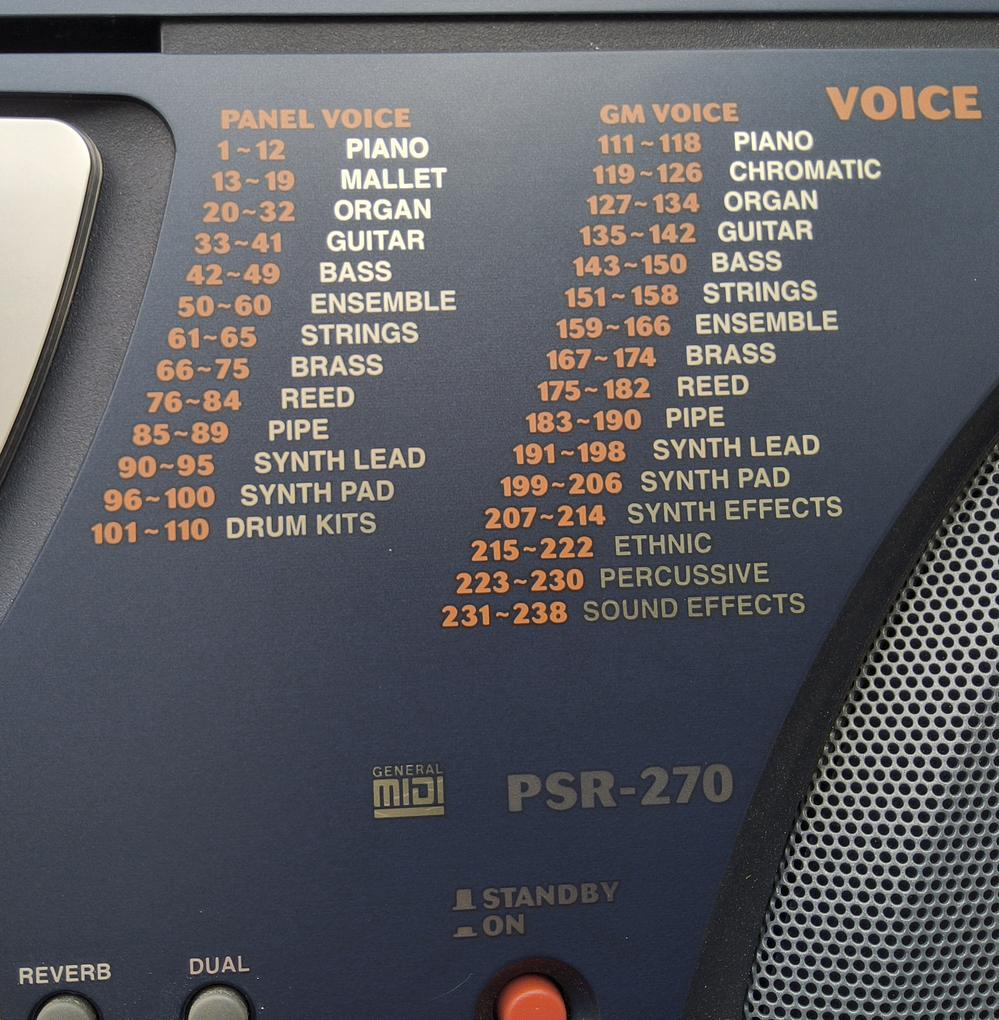 VOICE
PANEL VOICE
1~12 PIANO
13~19 MALLET
20~32 ORGAN
33~41 GUITAR
42~49 BASS
50~60 ENSEMBLE
61~65 STRINGS
66~75 BRASS
76~84 REED
85~89 PIPE
90~95 SYNTH LEAD
96~100 SYNTH PAD
101~110 DRUM KITS
GM VOICE
111~118 PIANO
119~126 CHROMATIC
127~134 ORGAN
135~142 GUITAR
143~150 BASS
151~158 STRINGS
159~166 ENSEMBLE
167~174 BRASS
175~182 REED
183~190 PIPE
191~198 SYNTH LEAD
199~206 SYNTH PAD
207~214 SYNTH EFFECTS
215~222 ETHNIC
223~230 PERCUSSIVE
231~238 SOUND EFFECTS
GENERAL
MIDI
PSR-270
STANDBY
ON
REVERB
DUAL